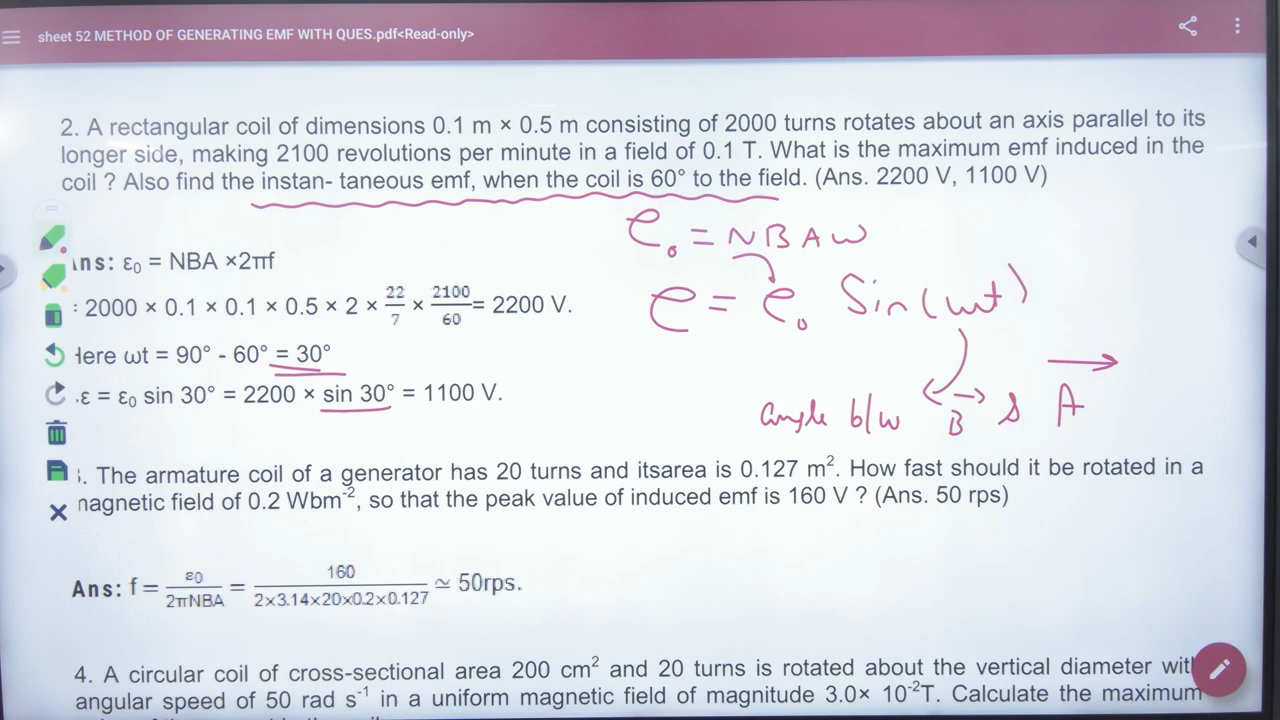 sheet 52 METHOD OF GENERATING EMF WITH QUES.pdf<Read-only>
2. A rectangular coil of dimensions 0.1 m × 0.5 m consisting of 2000 turns rotates about an axis parallel to its
longer side, making 2100 revolutions per minute in a field of 0.1 T. What is the maximum emf induced in the
coil ? Also find the instan- taneous emf, when the coil is 60° to the field. (Ans. 2200 V, 1100 V)
e₀ = NBAω
ns: ε₀ = NBA ×2πf
e = e₀ Sin(ωt)
: 2000 × 0.1 × 0.1 × 0.5 × 2 × 22/7 × 2100/60 = 2200 V.
ere ωt = 90° - 60° = 30°
.ε = ε₀ sin 30° = 2200 × sin 30° = 1100 V.
angle b/w B & A
. The armature coil of a generator has 20 turns and itsarea is 0.127 m². How fast should it be rotated in a
nagnetic field of 0.2 Wbm⁻², so that the peak value of induced emf is 160 V ? (Ans. 50 rps)
Ans: f = ε0/2πNBA = 160/2×3.14×20×0.2×0.127 ≃ 50rps.
4. A circular coil of cross-sectional area 200 cm² and 20 turns is rotated about the vertical diameter with
angular speed of 50 rad s⁻¹ in a uniform magnetic field of magnitude 3.0× 10⁻²T. Calculate the maximum